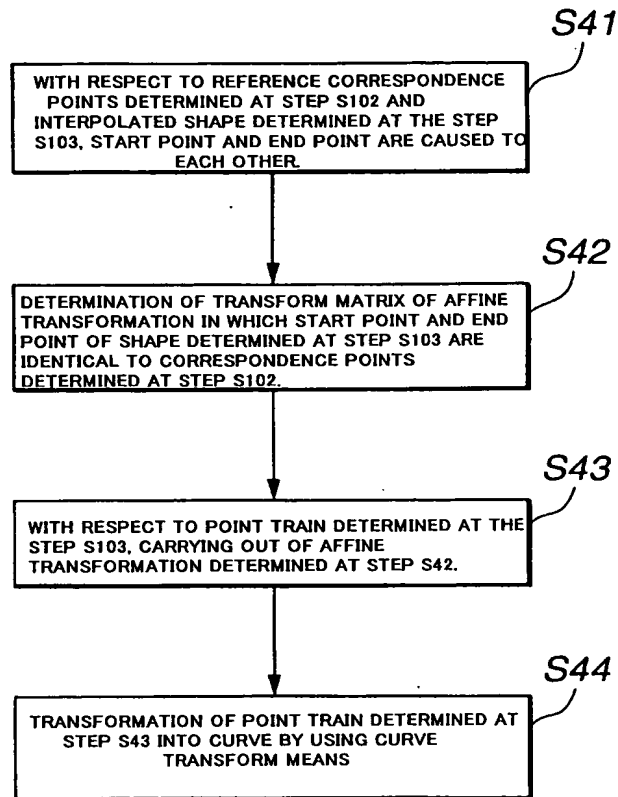 S41
WITH RESPECT TO REFERENCE CORRESPONDENCE
POINTS DETERMINED AT STEP S102 AND
INTERPOLATED SHAPE DETERMINED AT THE STEP
S103, START POINT AND END POINT ARE CAUSED TO
EACH OTHER.
S42
DETERMINATION OF TRANSFORM MATRIX OF AFFINE
TRANSFORMATION IN WHICH START POINT AND END
POINT OF SHAPE DETERMINED AT STEP S103 ARE
IDENTICAL TO CORRESPONDENCE POINTS
DETERMINED AT STEP S102.
S43
WITH RESPECT TO POINT TRAIN DETERMINED AT THE
STEP S103, CARRYING OUT OF AFFINE
TRANSFORMATION DETERMINED AT STEP S42.
S44
TRANSFORMATION OF POINT TRAIN DETERMINED AT
STEP S43 INTO CURVE BY USING CURVE
TRANSFORM MEANS